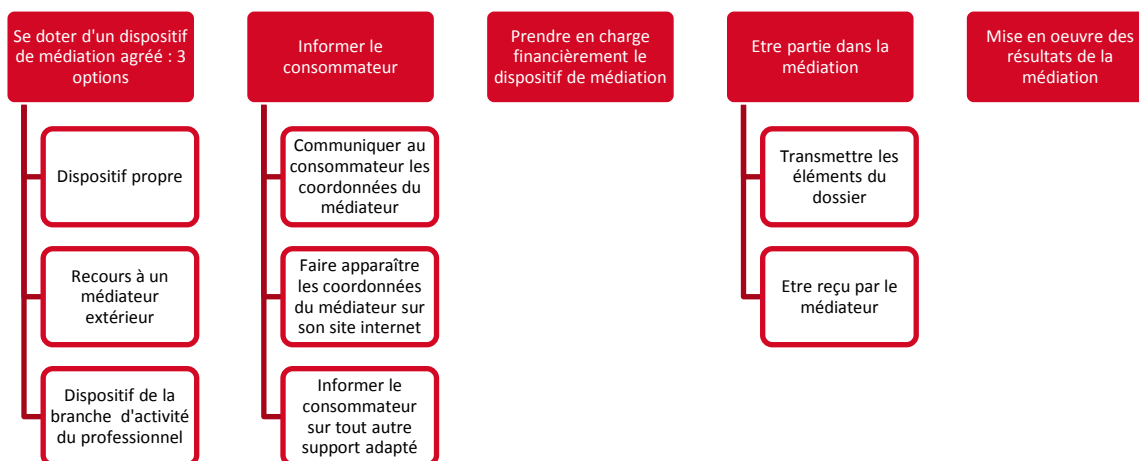 Se doter d'un dispositif
de médiation agréé : 3
options
Dispositif propre
Recours à un
médiateur
extérieur
Dispositif de la
branche d'activité
du professionnel
Informer le
consommateur
Communiquer au
consommateur les
coordonnées du
médiateur
Faire apparaître
les coordonnées
du médiateur sur
son site internet
Informer le
consommateur
sur tout autre
support adapté
Prendre en charge
financièrement le
dispositif de médiation
Etre partie dans la
médiation
Transmettre les
éléments du
dossier
Etre reçu par le
médiateur
Mise en oeuvre des
résultats de la
médiation